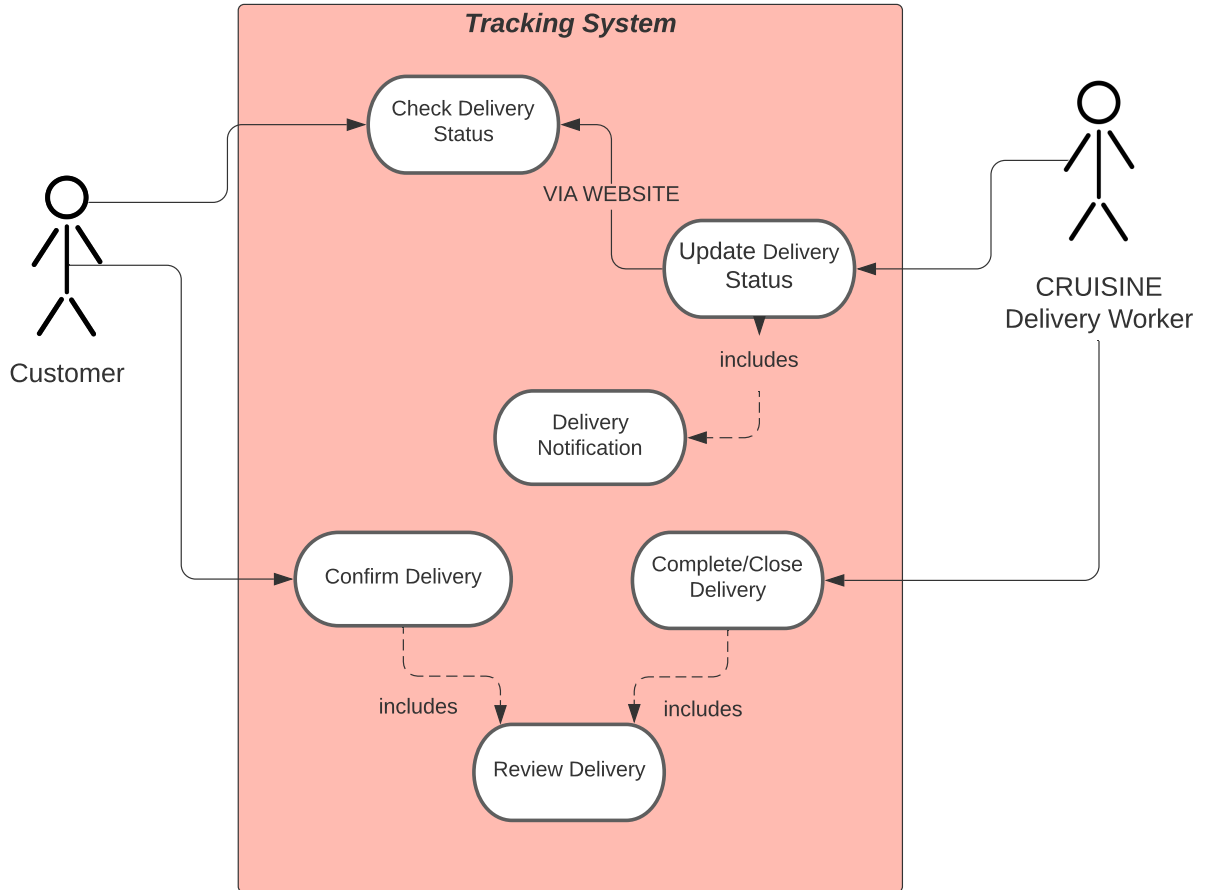 Tracking System
Check Delivery
Status
VIA WEBSITE
Update Delivery
Status
CRUISINE
Delivery Worker
includes
Customer
Delivery
Notification
Confirm Delivery
Complete/Close
Delivery
includes
includes
Review Delivery